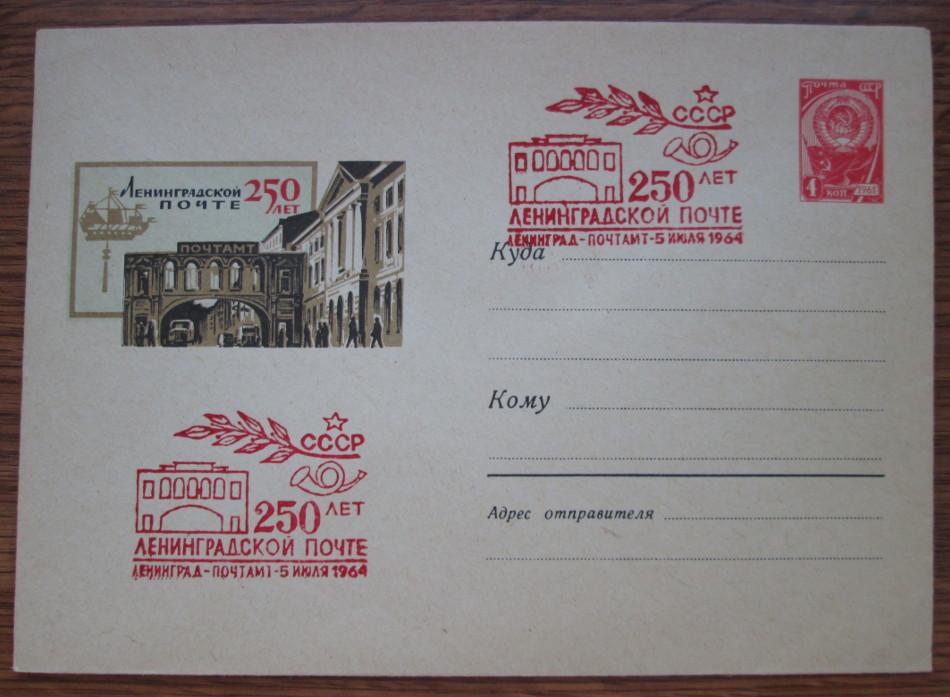 Ленинградской
почте
250
лет
ПОЧТАМТ
СССР
250 ЛЕТ
ЛЕНИНГРАДСКОЙ ПОЧТЕ
ЛЕНИНГРАД-ПОЧТАМТ-5 ИЮЛЯ 1964
Почта СССР
4
коп
1961
Куда
Кому
Адрес отправителя
СССР
250 ЛЕТ
ЛЕНИНГРАДСКОЙ ПОЧТЕ
ЛЕНИНГРАД-ПОЧТАМТ-5 ИЮЛЯ 1964